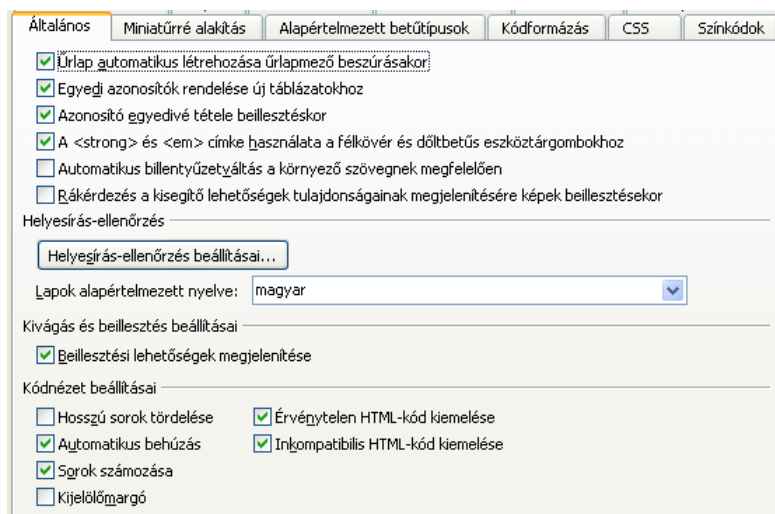 Általános Miniatűrré alakítás Alapértelmezett betűtípusok Kódformázás CSS Színkódok
Űrlap automatikus létrehozása űrlapmező beszúrásakor
Egyedi azonosítók rendelése új táblázatokhoz
Azonosító egyedivé tétele beillesztéskor
A <strong> és <em> címke használata a félkövér és dőltbetűs eszköztárgombokhoz
Automatikus billentyűzetváltás a környező szövegnek megfelelően
Rákérdezés a kisegítő lehetőségek tulajdonságainak megjelenítésére képek beillesztésekor
Helyesírás-ellenőrzés
Helyesírás-ellenőrzés beállításai...
Lapok alapértelmezett nyelve: magyar
Kivágás és beillesztés beállításai
Beillesztési lehetőségek megjelenítése
Kódnézet beállításai
Hosszú sorok tördelése Érvénytelen HTML-kód kiemelése
Automatikus behúzás Inkompatibilis HTML-kód kiemelése
Sorok számozása
Kijelölőmargó